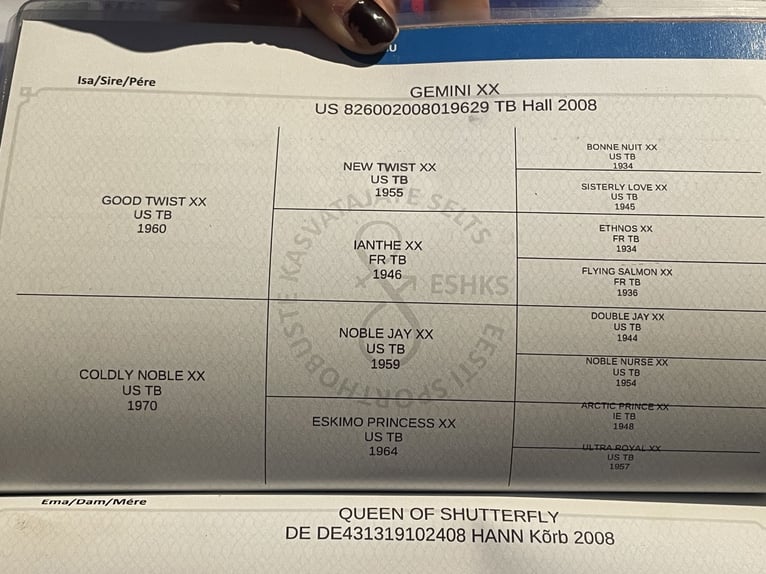 U
Isa/Sire/Pére
GEMINI XX
US 826002008019629 TB Hall 2008
GOOD TWIST XX
US TB
1960
COLDLY NOBLE XX
US TB
1970
NEW TWIST XX
US TB
1955
IANTHE XX
FR TB
1946
NOBLE JAY XX
US TB
1959
ESKIMO PRINCESS XX
US TB
1964
BONNE NUIT XX
US TB
1934
SISTERLY LOVE XX
US TB
1945
ETHNOS XX
FR TB
1934
FLYING SALMON XX
FR TB
1936
DOUBLE JAY XX
US TB
1944
NOBLE NURSE XX
US TB
1954
ARCTIC PRINCE XX
IE TB
1948
ULTRA ROYAL XX
US TB
1957
EESTI SPORTHOBUSTE KASVATAJATE SELTS
ESHKS
Ema/Dam/Mére
QUEEN OF SHUTTERFLY
DE DE431319102408 HANN Kõrb 2008